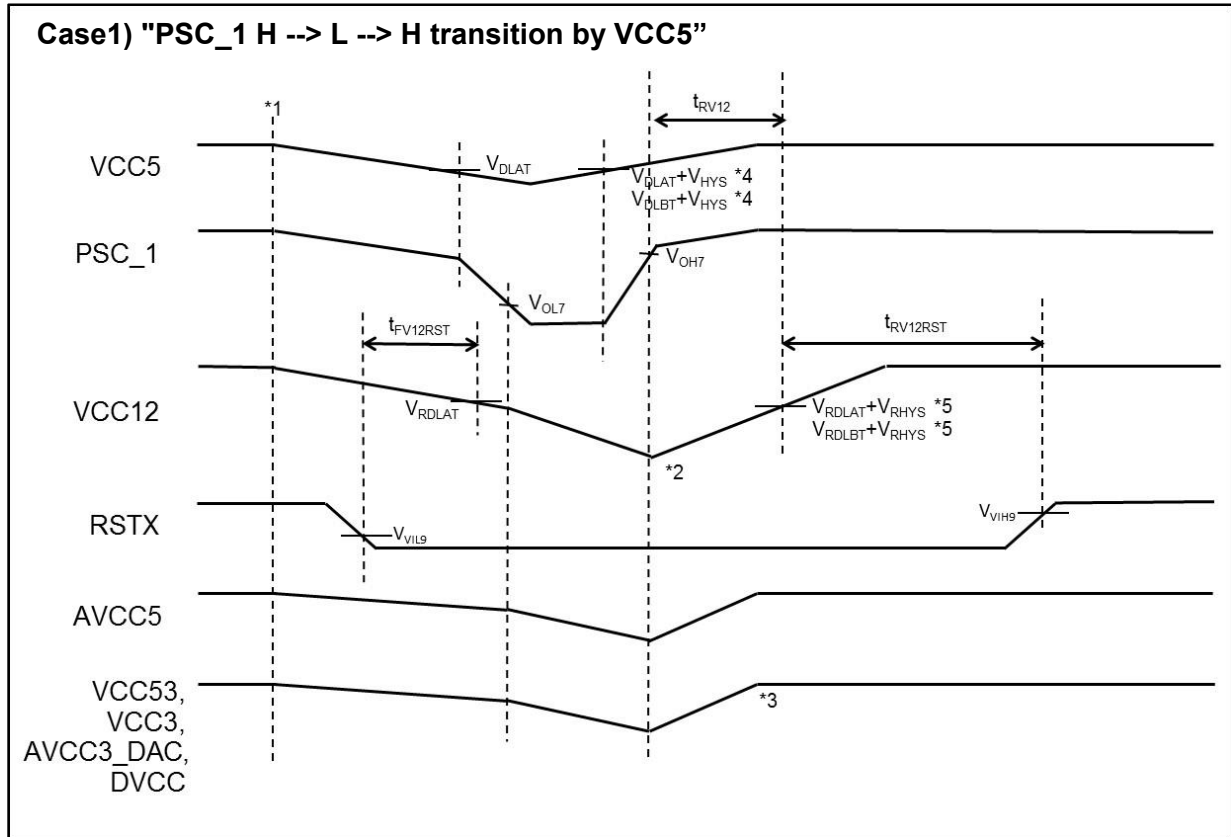 Case1) "PSC_1 H --> L --> H transition by VCC5”
*1
tRV12
VCC5
VDLAT
VDLAT+VHYS *4
VDLBT+VHYS *4
PSC_1
VOH7
VOL7
tFV12RST
tRV12RST
VCC12
VRDLAT
VRDLAT+VRHYS *5
VRDLBT+VRHYS *5
*2
RSTX
VVIL9
VVIH9
AVCC5
VCC53,
VCC3,
AVCC3_DAC,
DVCC
*3